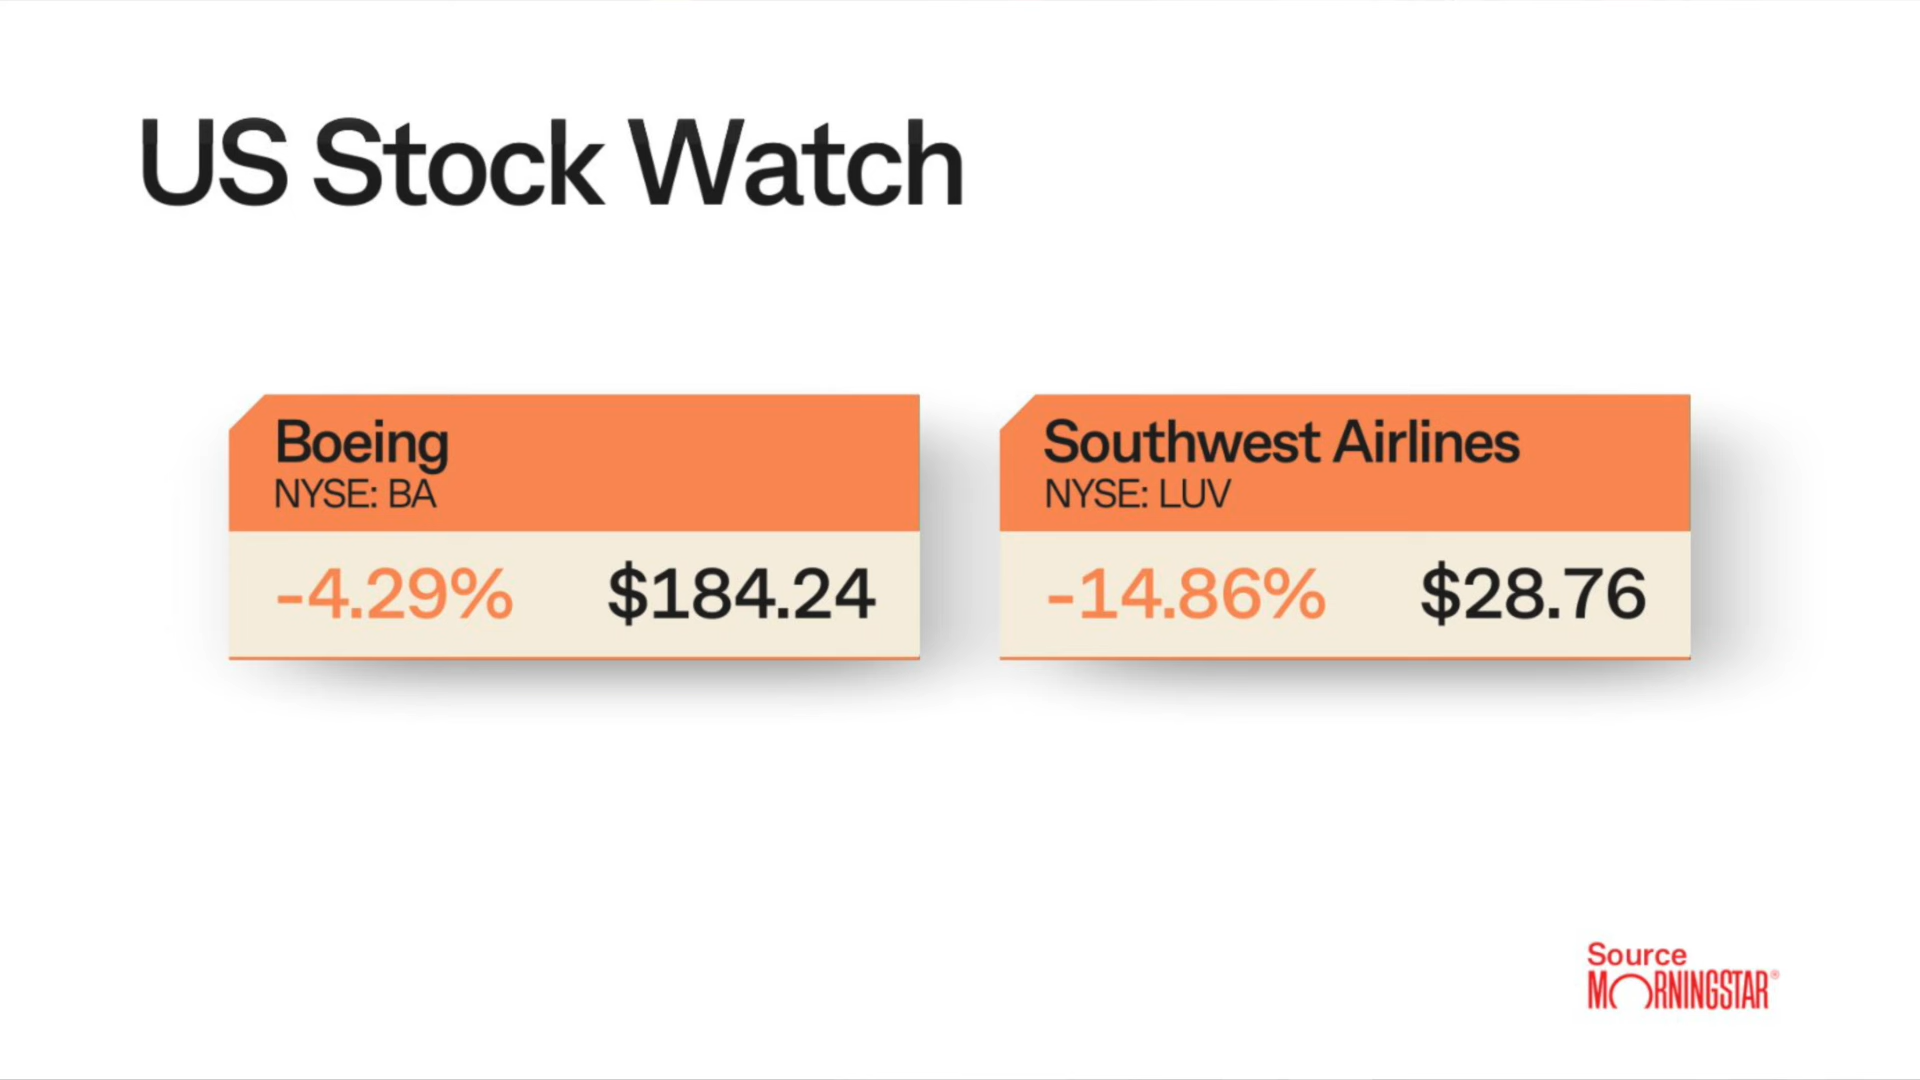 US Stock Watch
Boeing
NYSE: BA
-4.29% $184.24
Southwest Airlines
NYSE: LUV
-14.86% $28.76
Source
MORNINGSTAR®